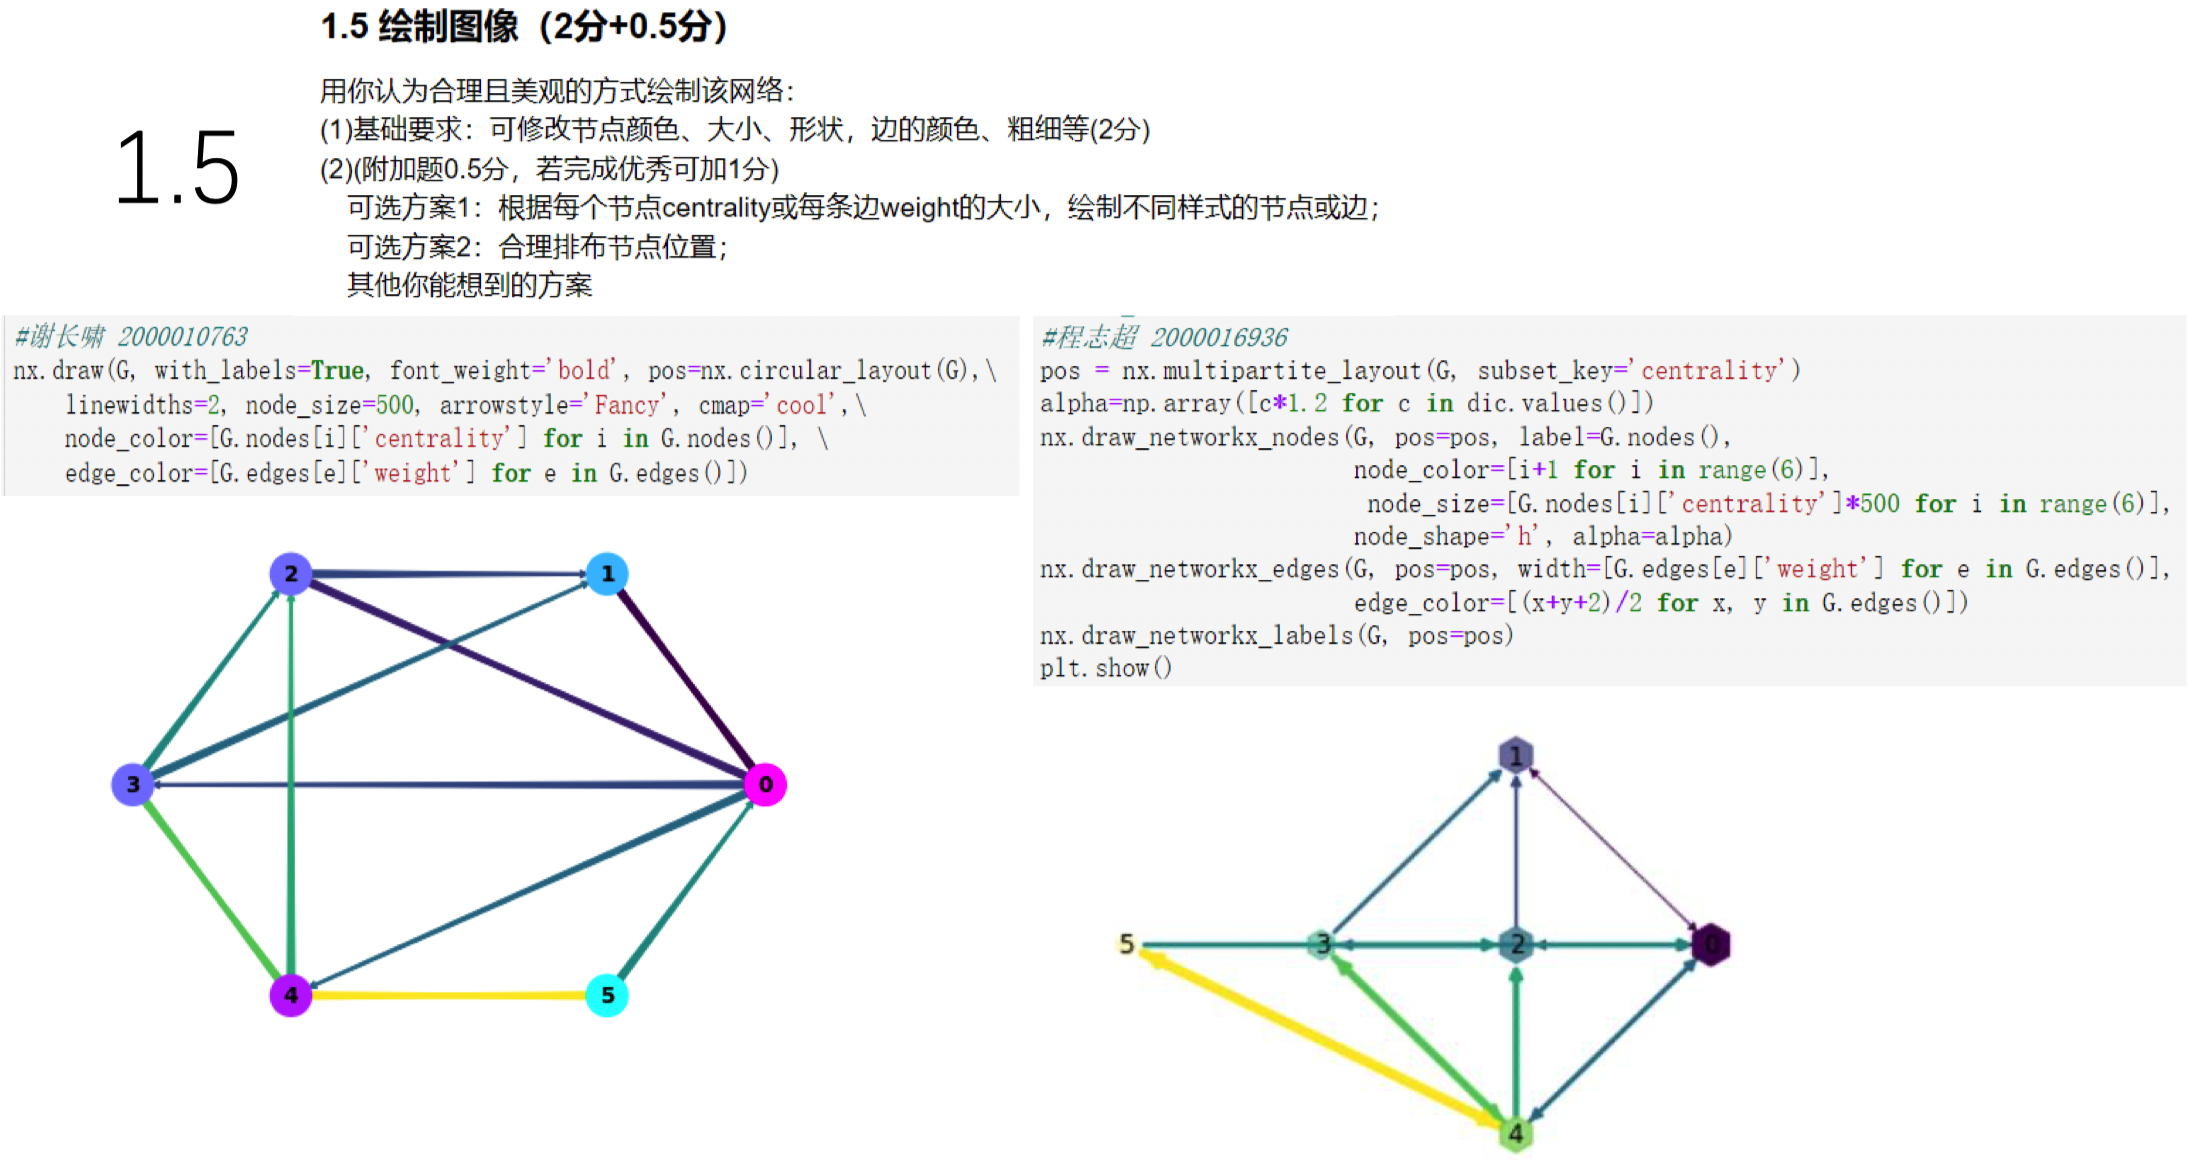 1.5 绘制图像（2分+0.5分）
用你认为合理且美观的方式绘制该网络：
(1)基础要求：可修改节点颜色、大小、形状，边的颜色、粗细等(2分)
1.5
(2)(附加题0.5分，若完成优秀可加1分)
可选方案1：根据每个节点centrality或每条边weight的大小，绘制不同样式的节点或边；
可选方案2：合理排布节点位置；
其他你能想到的方案
#谢长啸 2000010763
nx.draw(G, with_labels=True, font_weight='bold', pos=nx.circular_layout(G),\
linewidths=2, node_size=500, arrowstyle='Fancy', cmap='cool',\
node_color=[G.nodes[i]['centrality'] for i in G.nodes()], \
edge_color=[G.edges[e]['weight'] for e in G.edges()])
2
1
3
0
4
5
#程志超 2000016936
pos = nx.multipartite_layout(G, subset_key='centrality')
alpha=np.array([c*1.2 for c in dic.values()])
nx.draw_networkx_nodes(G, pos=pos, label=G.nodes(),
node_color=[i+1 for i in range(6)],
node_size=[G.nodes[i]['centrality']*500 for i in range(6)],
node_shape='h', alpha=alpha)
nx.draw_networkx_edges(G, pos=pos, width=[G.edges[e]['weight'] for e in G.edges()],
edge_color=[(x+y+2)/2 for x, y in G.edges()])
nx.draw_networkx_labels(G, pos=pos)
plt.show()
1
5
3
2
0
4